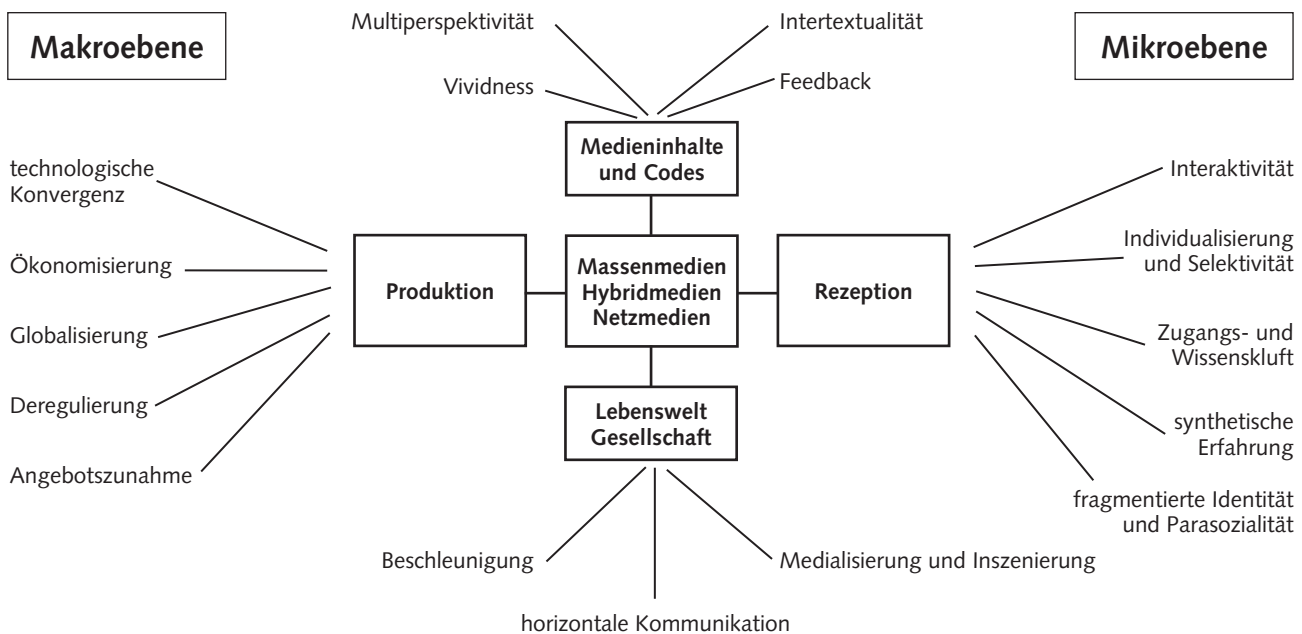 Makroebene
Multiperspektivität
Intertextualität
Mikroebene
Vividness
Feedback
Medieninhalte
und Codes
technologische
Konvergenz
Ökonomisierung
Globalisierung
Deregulierung
Angebotszunahme
Produktion
Massenmedien
Hybridmedien
Netzmedien
Rezeption
Interaktivität
Individualisierung
und Selektivität
Zugangs- und
Wissenskluft
synthetische
Erfahrung
fragmentierte Identität
und Parasozialität
Lebenswelt
Gesellschaft
Beschleunigung
Medialisierung und Inszenierung
horizontale Kommunikation